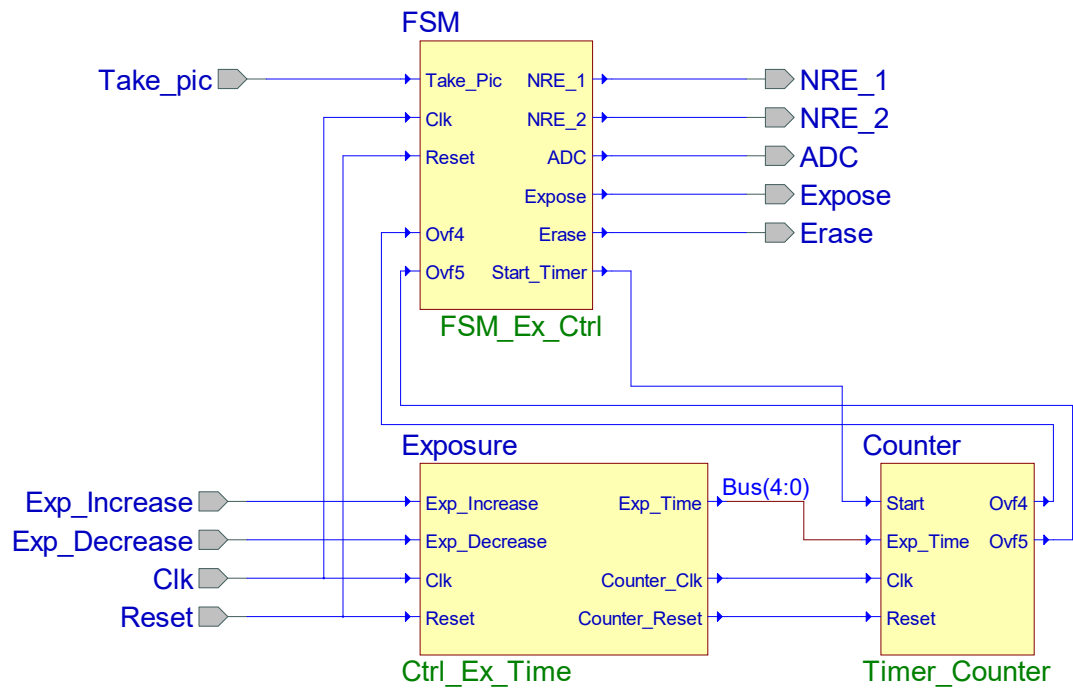 FSM
Take_pic
Take_Pic
NRE_1
NRE_1
Clk
NRE_2
NRE_2
Reset
ADC
ADC
Expose
Expose
Ovf4
Erase
Erase
Ovf5
Start_Timer
FSM_Ex_Ctrl
Exposure
Counter
Bus(4:0)
Exp_Increase
Exp_Increase
Exp_Time
Start
Ovf4
Exp_Decrease
Exp_Decrease
Exp_Time
Ovf5
Clk
Clk
Counter_Clk
Clk
Reset
Reset
Counter_Reset
Reset
Ctrl_Ex_Time
Timer_Counter